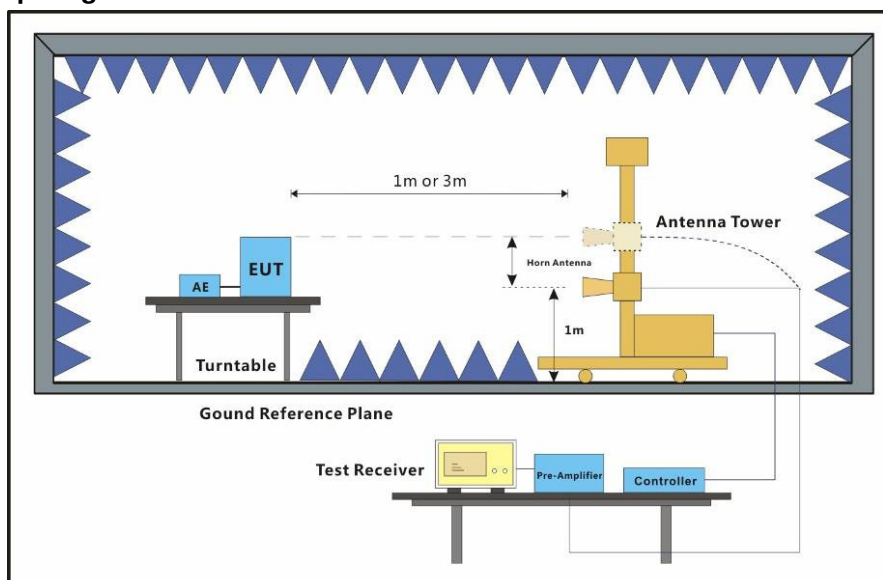 1m or 3m
Antenna Tower
EUT
Horn Antenna
AE
1m
Turntable
Gound Reference Plane
Test Receiver
Pre-Amplifier
Controller